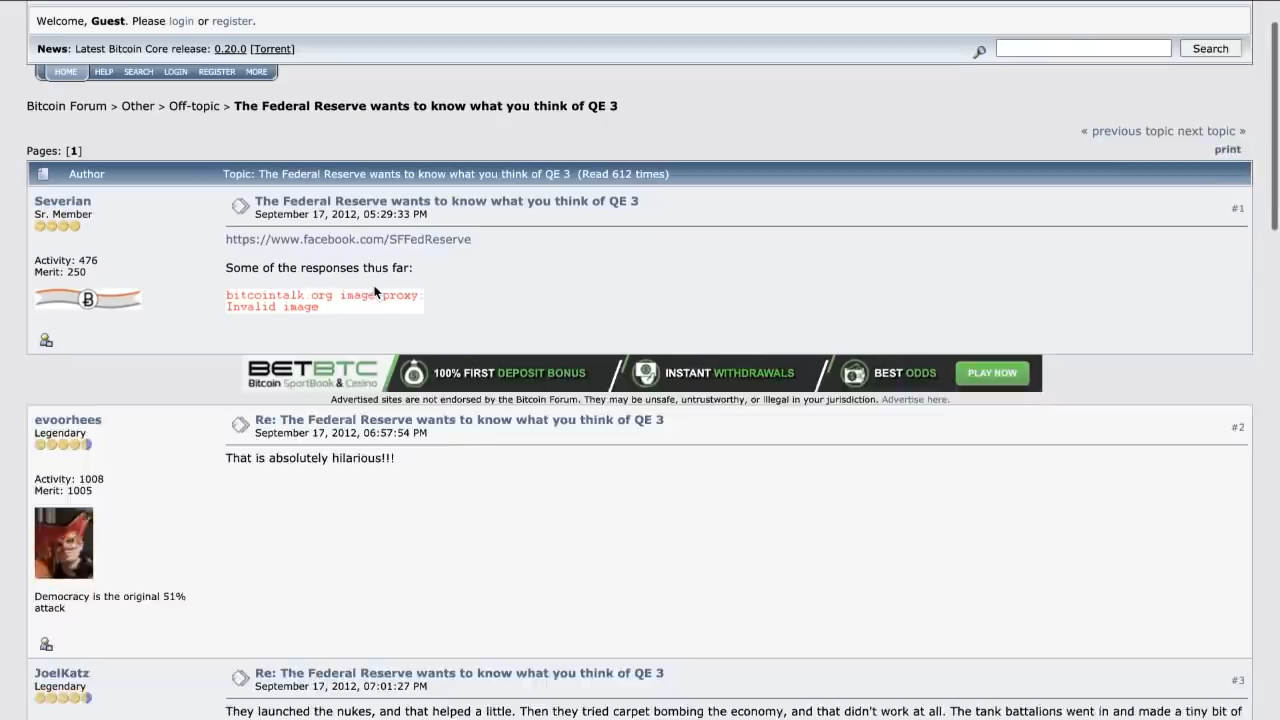 Welcome, Guest. Please login or register.
News: Latest Bitcoin Core release: 0.20.0 [Torrent]
Search
HOME HELP SEARCH LOGIN REGISTER MORE
Bitcoin Forum > Other > Off-topic > The Federal Reserve wants to know what you think of QE 3
« previous topic next topic »
Pages: [1]
print
Author Topic: The Federal Reserve wants to know what you think of QE 3 (Read 612 times)
Severian
Sr. Member
Activity: 476
Merit: 250
The Federal Reserve wants to know what you think of QE 3
September 17, 2012, 05:29:33 PM
#1
https://www.facebook.com/SFFedReserve
Some of the responses thus far:
bitcointalk.org image proxy:
Invalid image
BETBTC
Bitcoin SportBook & Casino
100% FIRST DEPOSIT BONUS
INSTANT WITHDRAWALS
BEST ODDS
PLAY NOW
Advertised sites are not endorsed by the Bitcoin Forum. They may be unsafe, untrustworthy, or illegal in your jurisdiction. Advertise here.
evoorhees
Legendary
Activity: 1008
Merit: 1005
Democracy is the original 51%
attack
Re: The Federal Reserve wants to know what you think of QE 3
September 17, 2012, 06:57:54 PM
#2
That is absolutely hilarious!!!
JoelKatz
Legendary
Re: The Federal Reserve wants to know what you think of QE 3
September 17, 2012, 07:01:27 PM
#3
They launched the nukes, and that helped a little. Then they tried carpet bombing the economy, and that didn't work at all. The tank battalions went in and made a tiny bit of